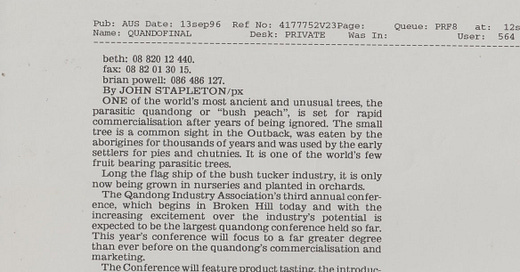 Pub: AUS Date: 13sep96 Ref No: 4177752V23Page: Queue: PRF8 at: 12s
Name: QUANDOFINAL Desk: PRIVATE Was In: User: 564
beth: 08 820 12 440.
fax: 08 82 01 30 15.
brian powell: 086 486 127.
By JOHN STAPLETON/px
ONE of the world's most ancient and unusual trees, the
parasitic quandong or "bush peach", is set for rapid
commercialisation after years of being ignored. The small
tree is a common sight in the Outback, was eaten by the
aborigines for thousands of years and was used by the early
settlers for pies and chutnies. It is one of the world's few
fruit bearing parasitic trees.
Long the flag ship of the bush tucker industry, it is only
now being grown in nurseries and planted in orchards.
The Qandong Industry Association's third annual confer-
ence, which begins in Broken Hill today and with the
increasing excitement over the industry's potential is
expected to be the largest quandong conference held so far.
This year's conference will focus to a far greater degree
than ever before on the quandong's commercialisation and
marketing.
The Conference will feature product tasting, the introduc-